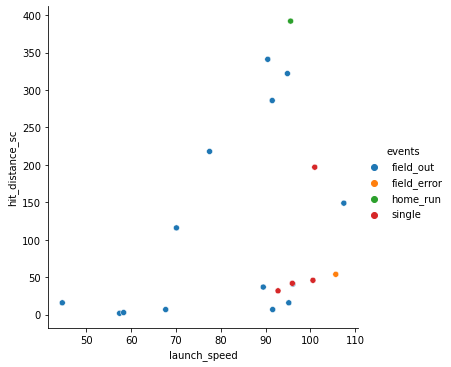 400
350
300
250
200
150
100
50
0
hit_distance_sc
50 60 70 80 90 100 110
launch_speed
events
field_out
field_error
home_run
single